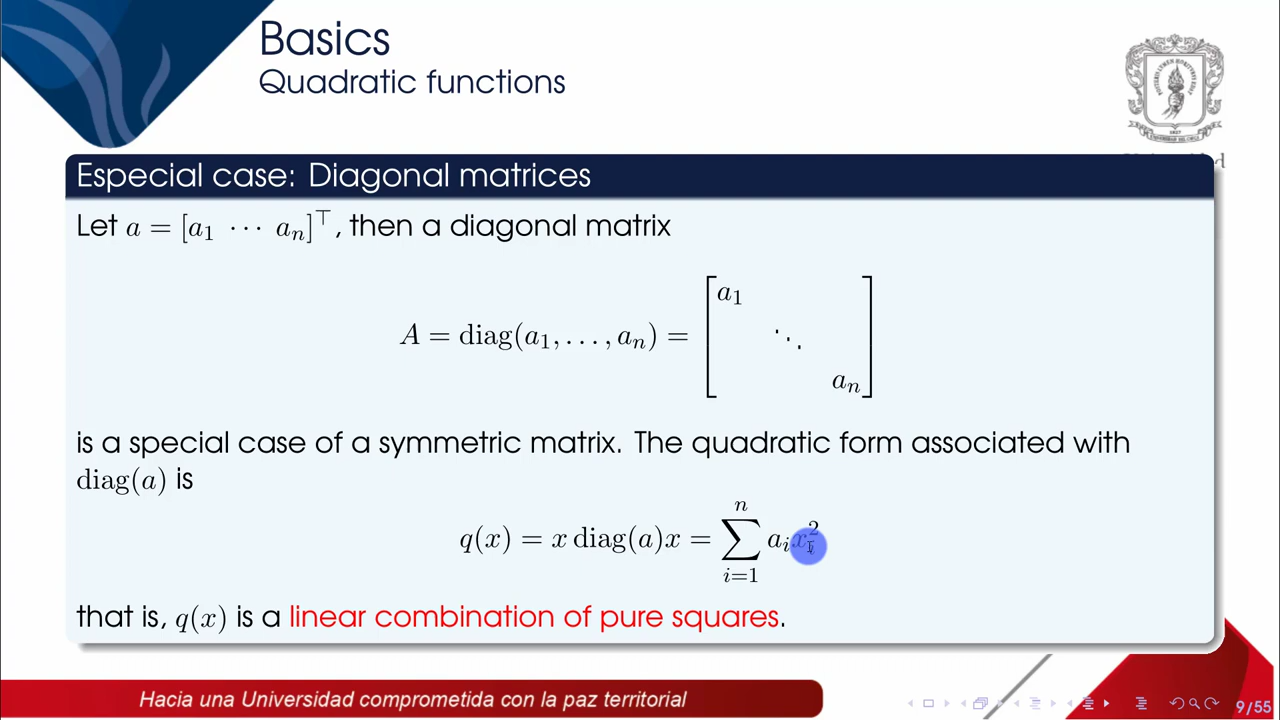 Basics
Quadratic functions
Especial case: Diagonal matrices
Let a = [a₁ ⋯ aₙ]^⊤, then a diagonal matrix
A = diag(a₁, . . . , aₙ) = [a₁ ⋱ aₙ]
is a special case of a symmetric matrix. The quadratic form associated with
diag(a) is
q(x) = x diag(a)x = ∑_{i=1}^{n} aᵢxᵢ²
that is, q(x) is a linear combination of pure squares.
Hacia una Universidad comprometida con la paz territorial
9/55